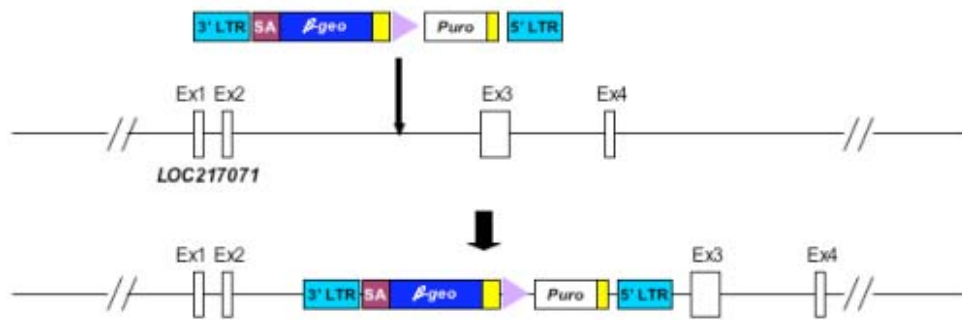 3' LTR SA β-geo Puro 5' LTR
Ex1 Ex2 Ex3 Ex4
LOC217071
Ex1 Ex2 Ex3 Ex4
3' LTR SA β-geo Puro 5' LTR